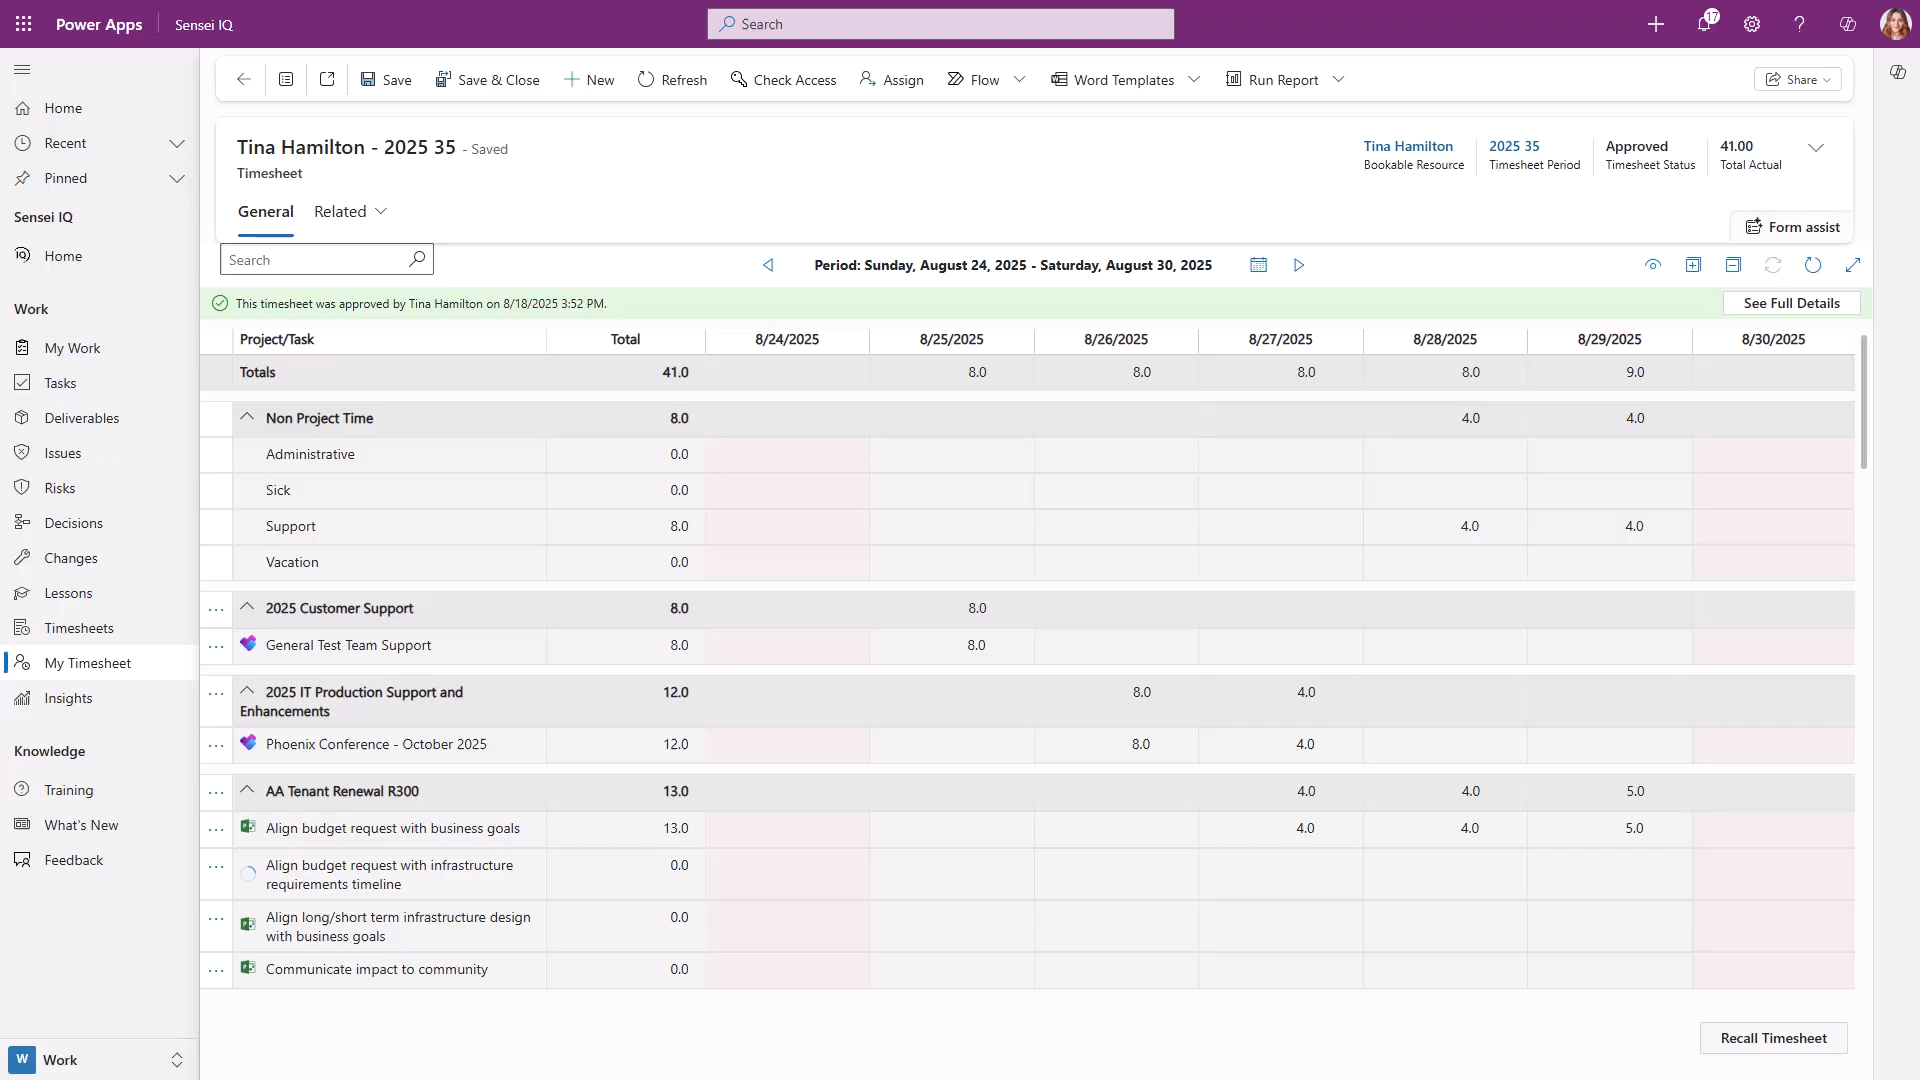 Power Apps
Sensei IQ
Search
17
Home
Recent
Pinned
Sensei IQ
Home
Work
My Work
Tasks
Deliverables
Issues
Risks
Decisions
Changes
Lessons
Timesheets
My Timesheet
Insights
Knowledge
Training
What's New
Feedback
W Work
Save
Save & Close
New
Refresh
Check Access
Assign
Flow
Word Templates
Run Report
Share
Tina Hamilton - 2025 35 - Saved
Timesheet
Tina Hamilton
Bookable Resource
2025 35
Timesheet Period
Approved
Timesheet Status
41.00
Total Actual
General
Related
Form assist
Search
Period: Sunday, August 24, 2025 - Saturday, August 30, 2025
This timesheet was approved by Tina Hamilton on 8/18/2025 3:52 PM.
See Full Details
Project/Task Total 8/24/2025 8/25/2025 8/26/2025 8/27/2025 8/28/2025 8/29/2025 8/30/2025
Totals 41.0 8.0 8.0 8.0 8.0 9.0
Non Project Time 8.0 4.0 4.0
Administrative 0.0
Sick 0.0
Support 8.0 4.0 4.0
Vacation 0.0
2025 Customer Support 8.0 8.0
General Test Team Support 8.0 8.0
2025 IT Production Support and 12.0 8.0 4.0
Enhancements
Phoenix Conference - October 2025 12.0 8.0 4.0
AA Tenant Renewal R300 13.0 4.0 4.0 5.0
Align budget request with business goals 13.0 4.0 4.0 5.0
Align budget request with infrastructure 0.0
requirements timeline
Align long/short term infrastructure design 0.0
with business goals
Communicate impact to community 0.0
Recall Timesheet